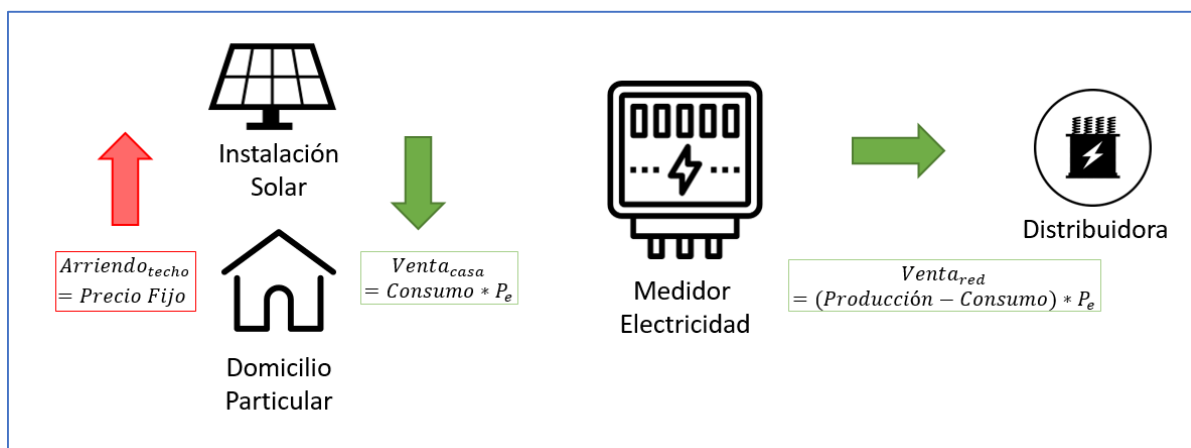 Instalación
Solar
Arriendo_techo
= Precio Fijo
Venta_casa
= Consumo * P_e
Domicilio
Particular
Medidor
Electricidad
Distribuidora
Venta_red
= (Producción − Consumo) * P_e